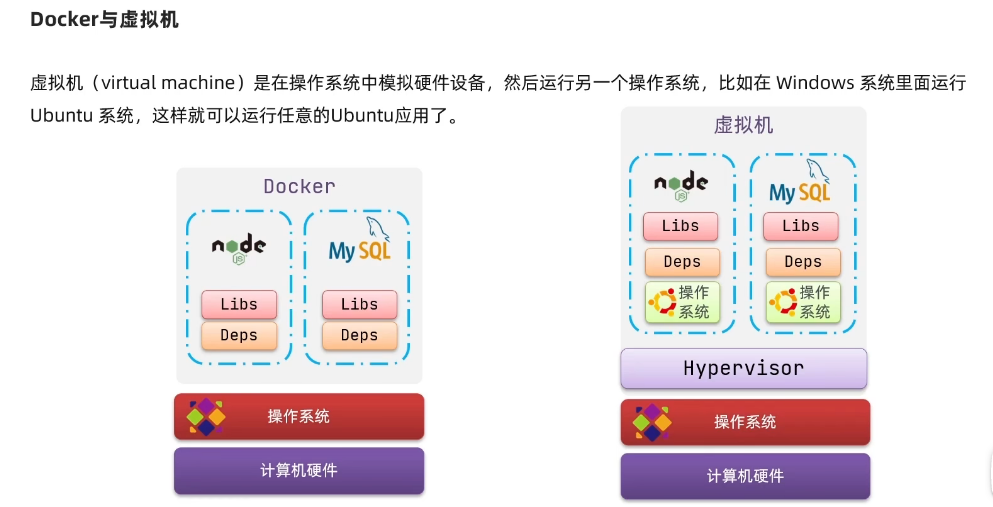 Docker与虚拟机
虚拟机（virtual machine）是在操作系统中模拟硬件设备，然后运行另一个操作系统，比如在 Windows 系统里面运行
Ubuntu 系统，这样就可以运行任意的Ubuntu应用了。
Docker
node
JS
MySQL
Libs
Libs
Deps
Deps
操作系统
计算机硬件
虚拟机
node
JS
MySQL
Libs
Libs
Deps
Deps
操作
系统
操作
系统
Hypervisor
操作系统
计算机硬件